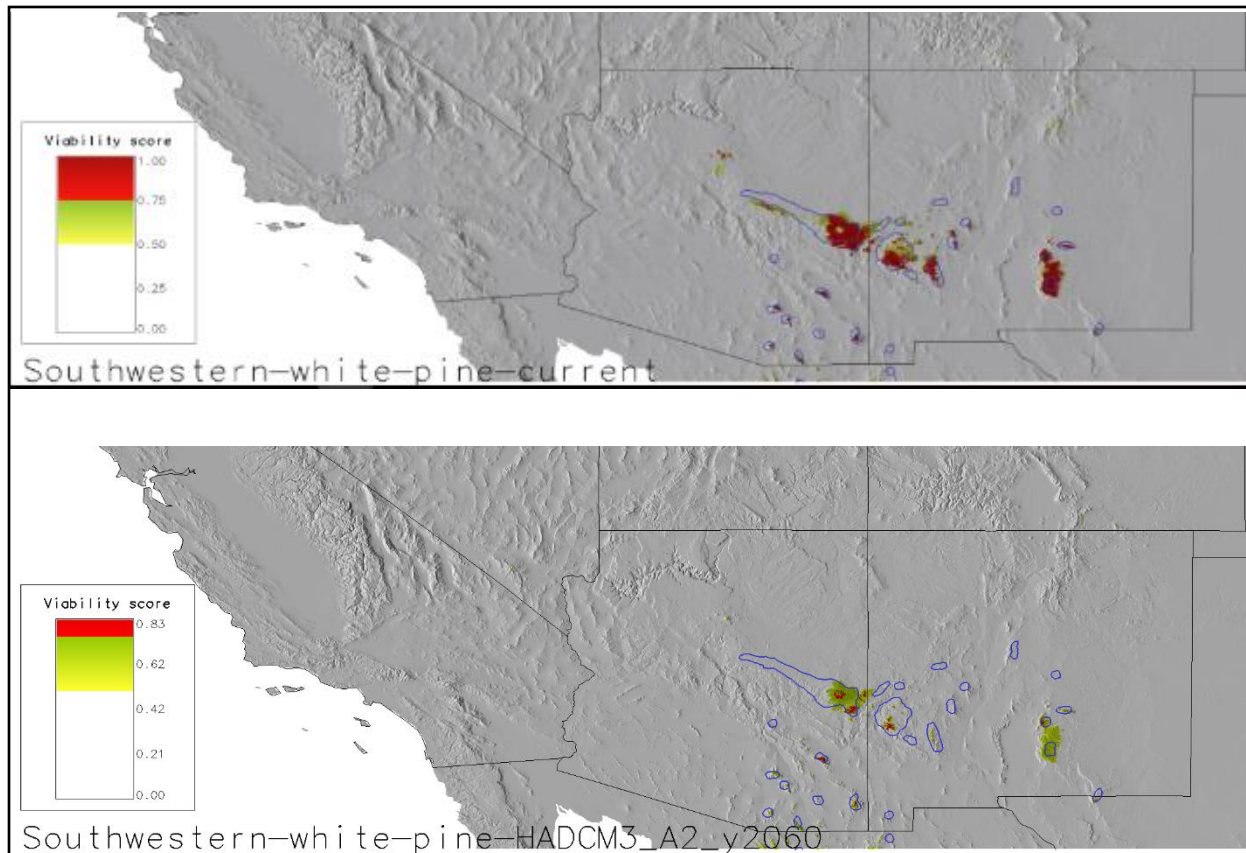 Viability score
1.00
0.75
0.50
0.25
0.00
Southwestern-white-pine-current
Viability score
0.83
0.62
0.42
0.21
0.00
Southwestern-white-pine-HADCM3_A2_y2060